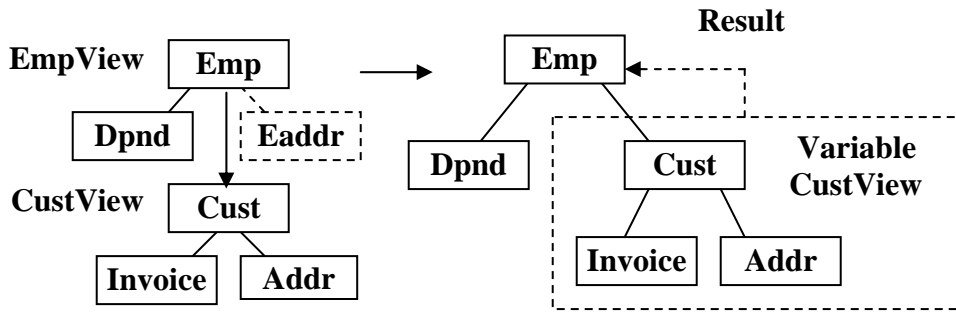 Result
EmpView
Emp
Emp
Dpnd
Eaddr
Dpnd
Cust
Variable
CustView
CustView
Cust
Invoice
Addr
Invoice
Addr